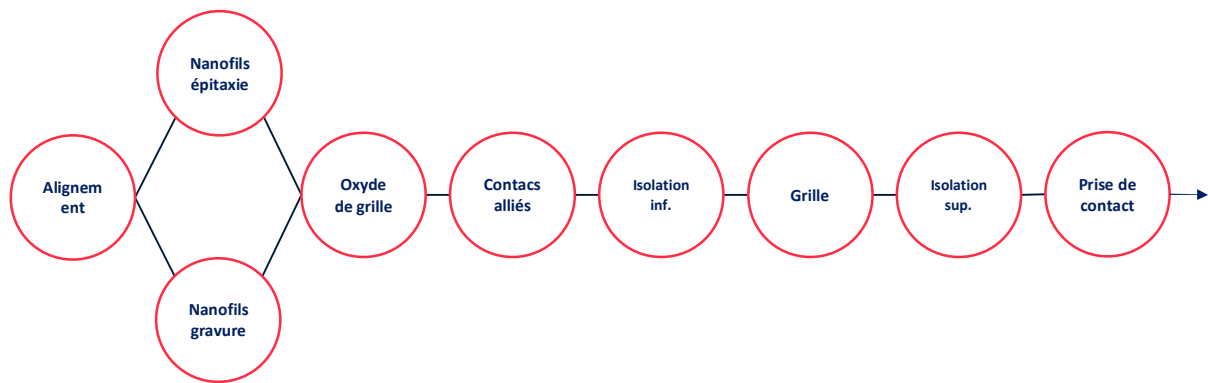 Alignem
ent
Nanofils
épitaxie
Nanofils
gravure
Oxyde
de grille
Contacs
alliés
Isolation
inf.
Grille
Isolation
sup.
Prise de
contact